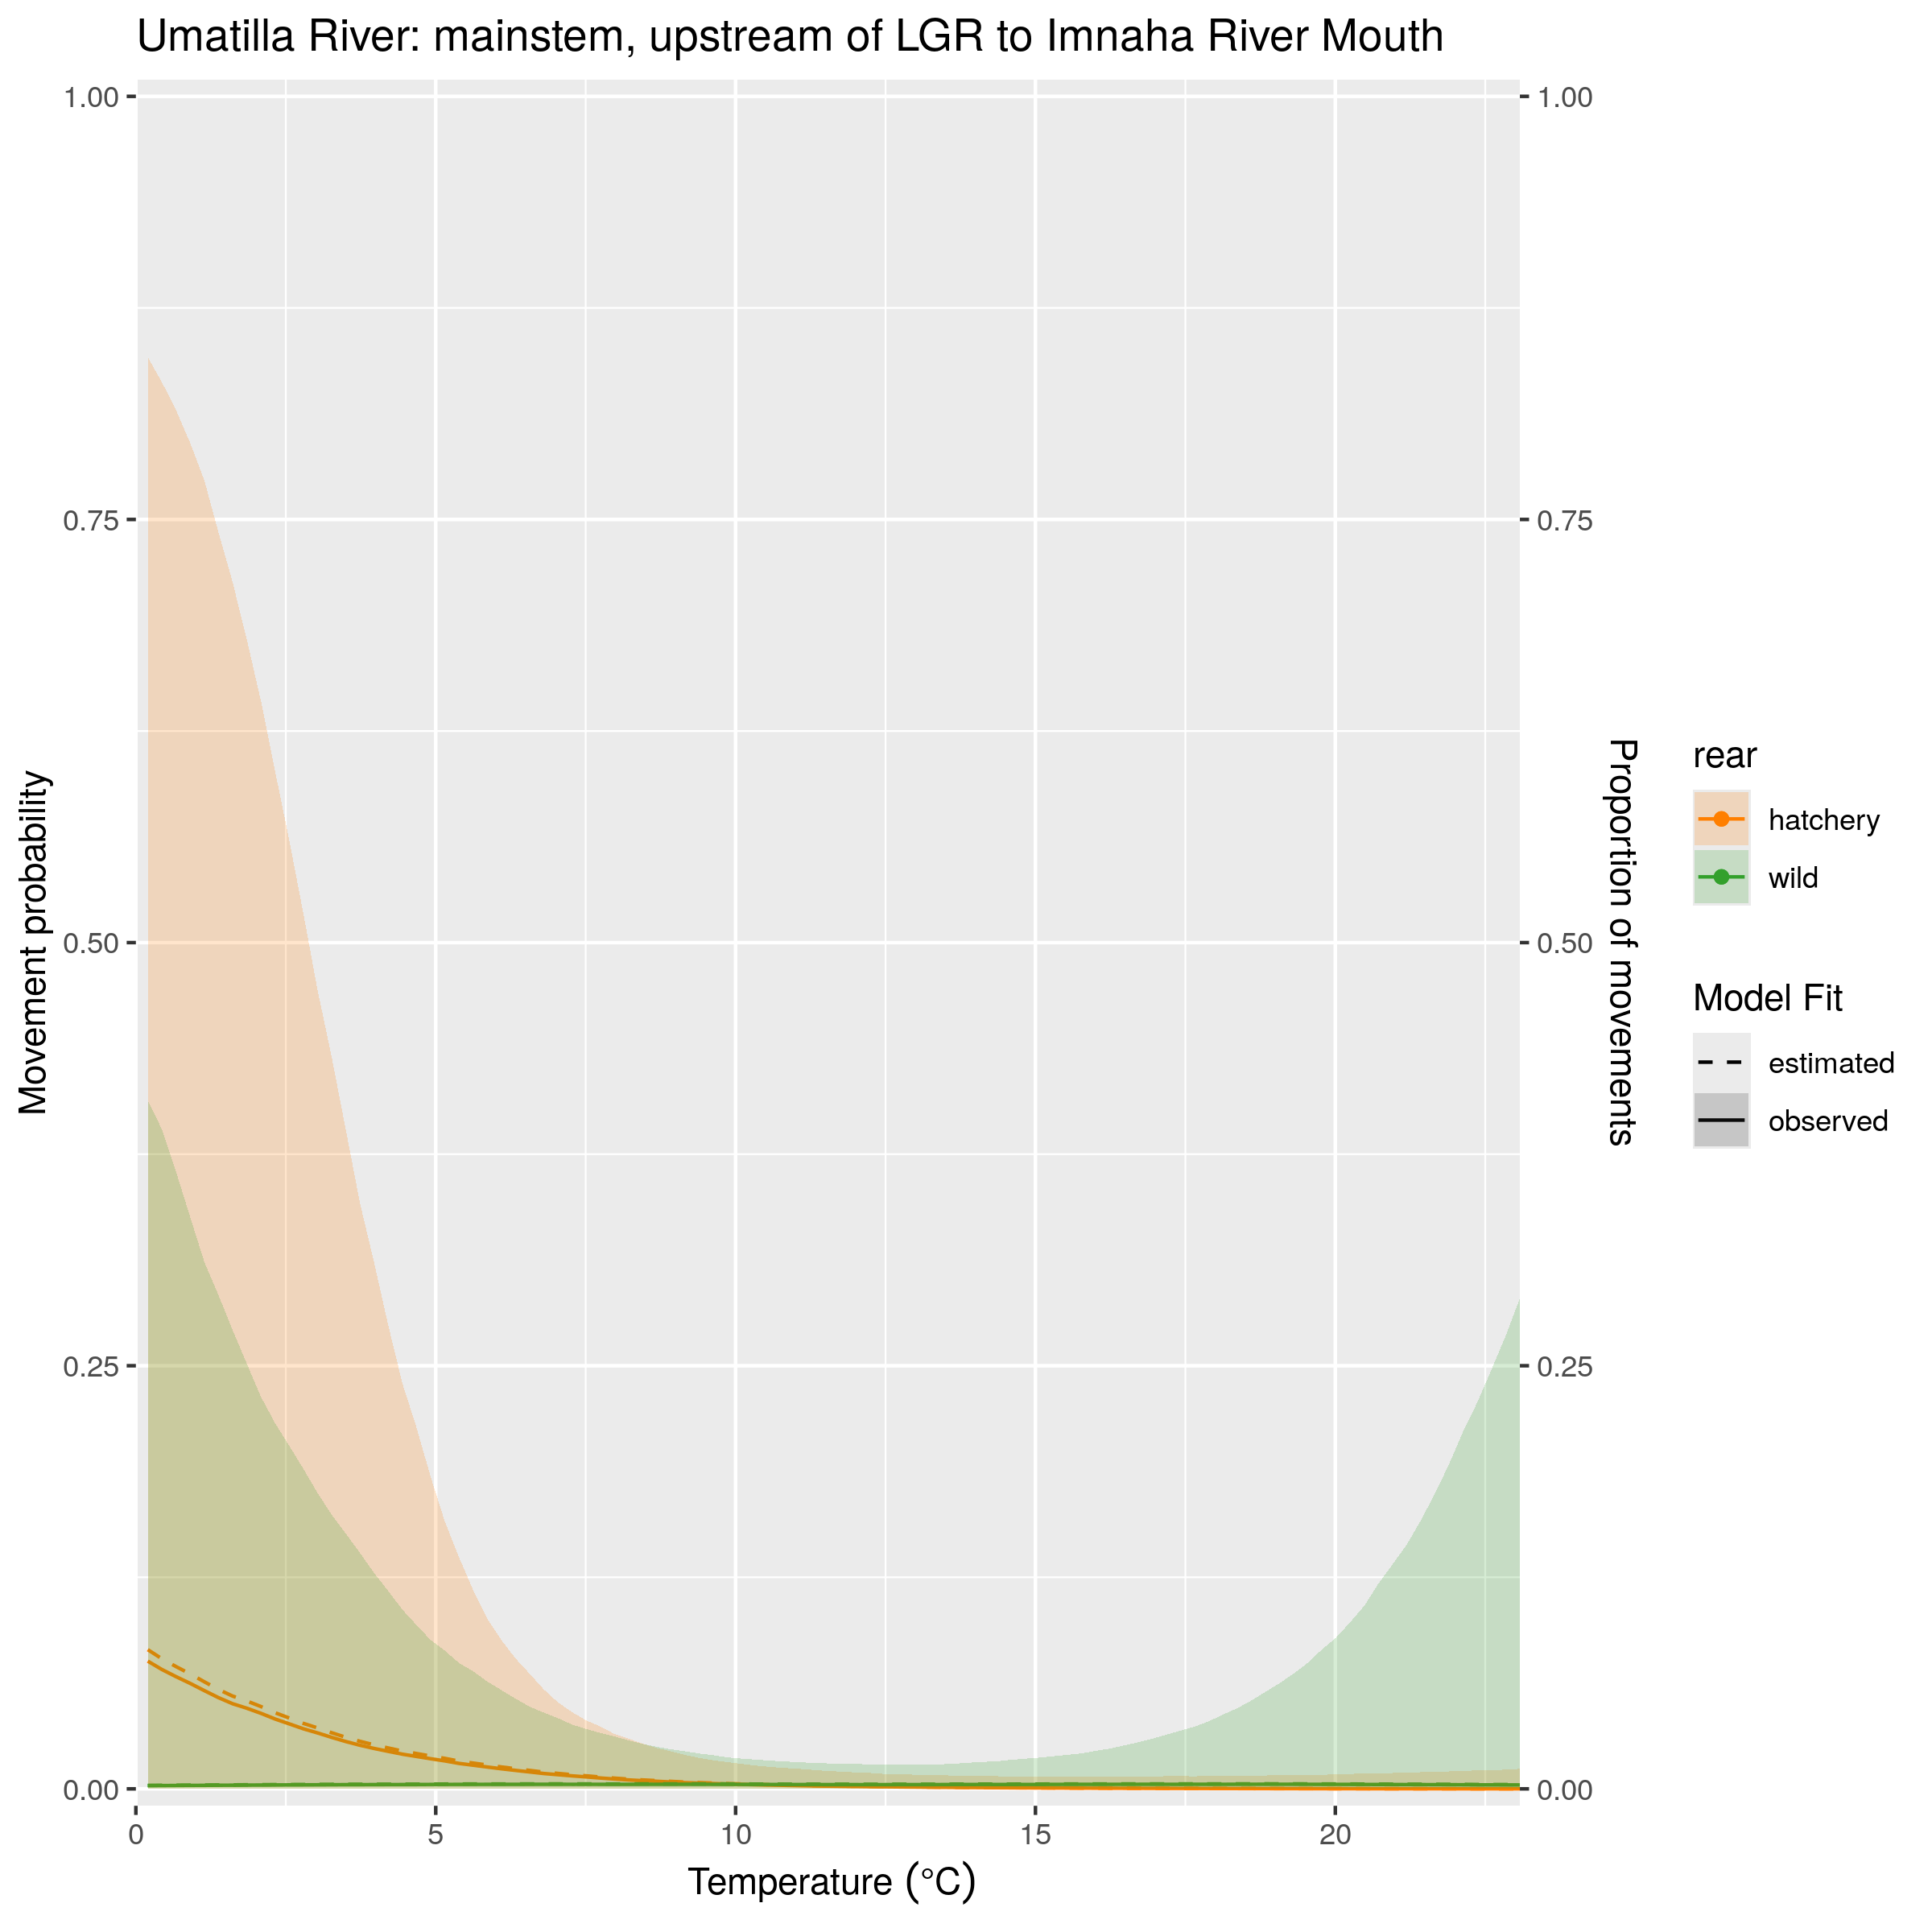 Umatilla River: mainstem, upstream of LGR to Imnaha River Mouth
Movement probability
1.00
0.75
0.50
0.25
0.00
0
5
10
15
20
Temperature (°C)
1.00
0.75
0.50
0.25
0.00
Proportion of movements
rear
hatchery
wild
Model Fit
estimated
observed